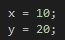 x = 10;
y = 20;